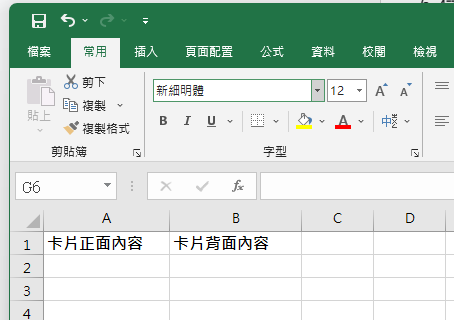 檔案 常用 插入 頁面配置 公式 資料 校閱 檢視
剪下
複製
貼上
複製格式
剪貼簿
新細明體 12 A A
B I U A 中
字型
G6 fx
A B C D
1 卡片正面內容 卡片背面內容
2
3
4